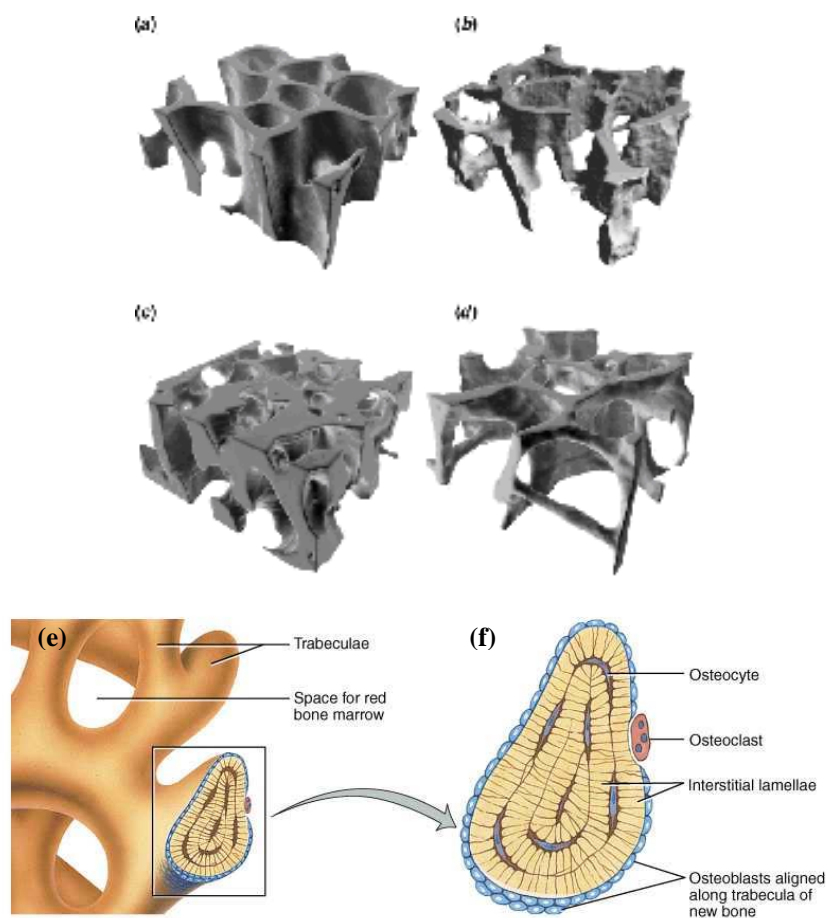 (a)
(b)
(c)
(d)
(e)
Trabeculae
Space for red
bone marrow
(f)
Osteocyte
Osteoclast
Interstitial lamellae
Osteoblasts aligned
along trabecula of
new bone